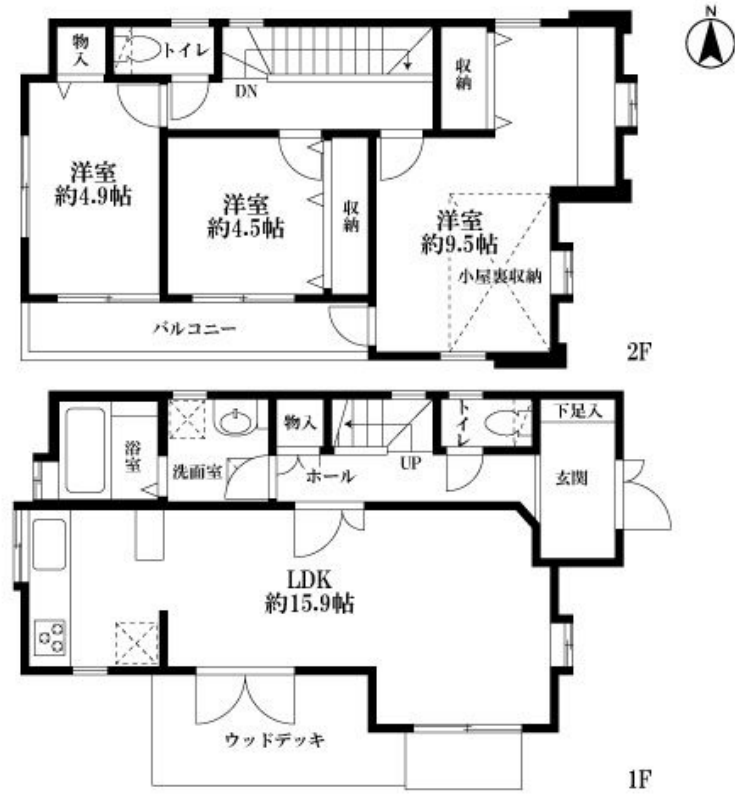 N
物入
トイレ
DN
収納
洋室
約4.9帖
洋室
約4.5帖
収納
洋室
約9.5帖
小屋裏収納
バルコニー
2F
浴室
洗面室
物入
ホール
UP
トイレ
下足入
玄関
LDK
約15.9帖
ウッドデッキ
1F